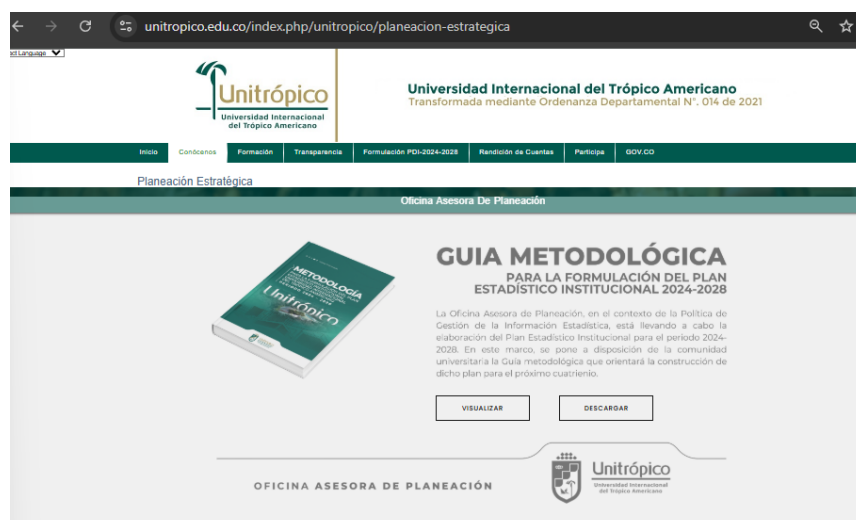 unitropico.edu.co/index.php/unitropico/planeacion-estrategica
Unitrópico
Universidad Internacional
del Trópico Americano
Universidad Internacional del Trópico Americano
Transformada mediante Ordenanza Departamental N°. 014 de 2021
Inicio Conócenos Formación Transparencia Formulación PDI-2024-2028 Rendición de Cuentas Participa GOV.CO
Planeación Estratégica
Oficina Asesora De Planeación
METODOLOGÍA
Unitrópico
GUIA METODOLÓGICA
PARA LA FORMULACIÓN DEL PLAN
ESTADÍSTICO INSTITUCIONAL 2024-2028
La Oficina Asesora de Planeación, en el contexto de la Política de
Gestión de la Información Estadística, está llevando a cabo la
elaboración del Plan Estadístico Institucional para el periodo 2024-
2028. En este marco, se pone a disposición de la comunidad
universitaria la Guía metodológica que orientará la construcción de
dicho plan para el próximo cuatrienio.
VISUALIZAR DESCARGAR
OFICINA ASESORA DE PLANEACIÓN
Unitrópico
Universidad Internacional
del Trópico Americano